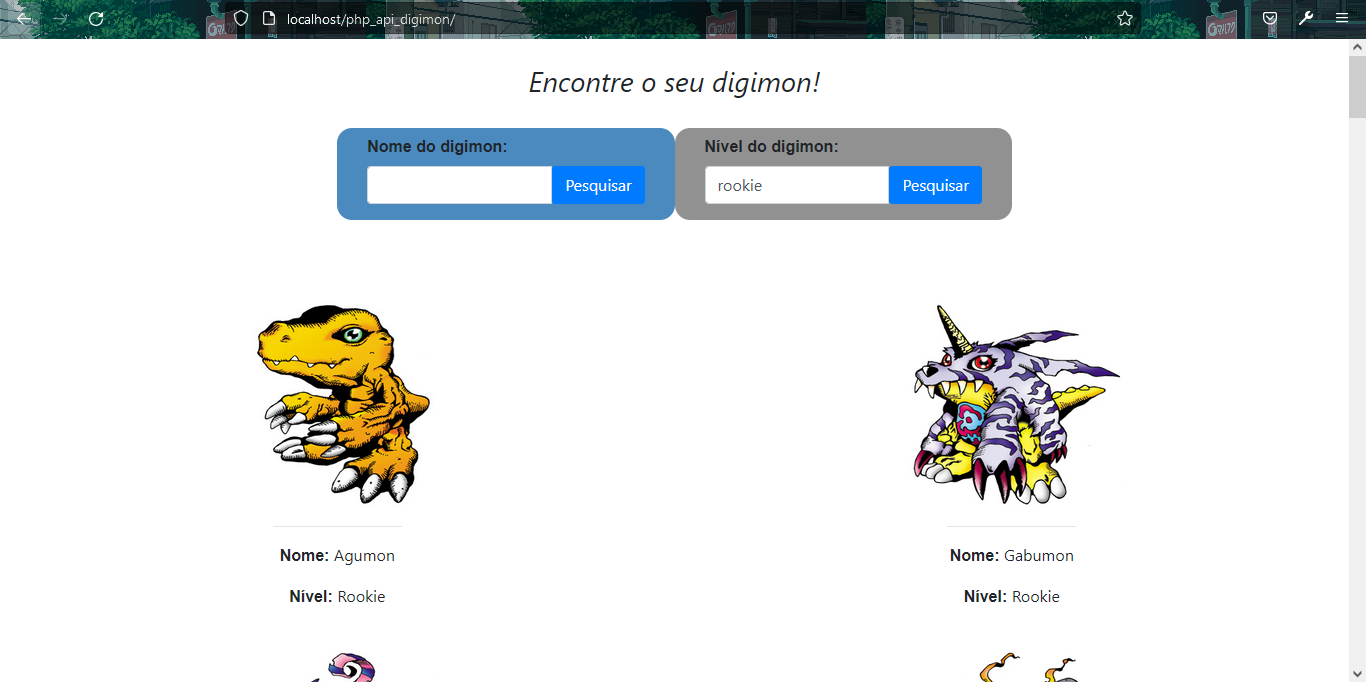 localhost/php_api_digimon/
Encontre o seu digimon!
Nome do digimon:
Nível do digimon:
Pesquisar
rookie
Pesquisar
Nome: Agumon
Nome: Gabumon
Nível: Rookie
Nível: Rookie